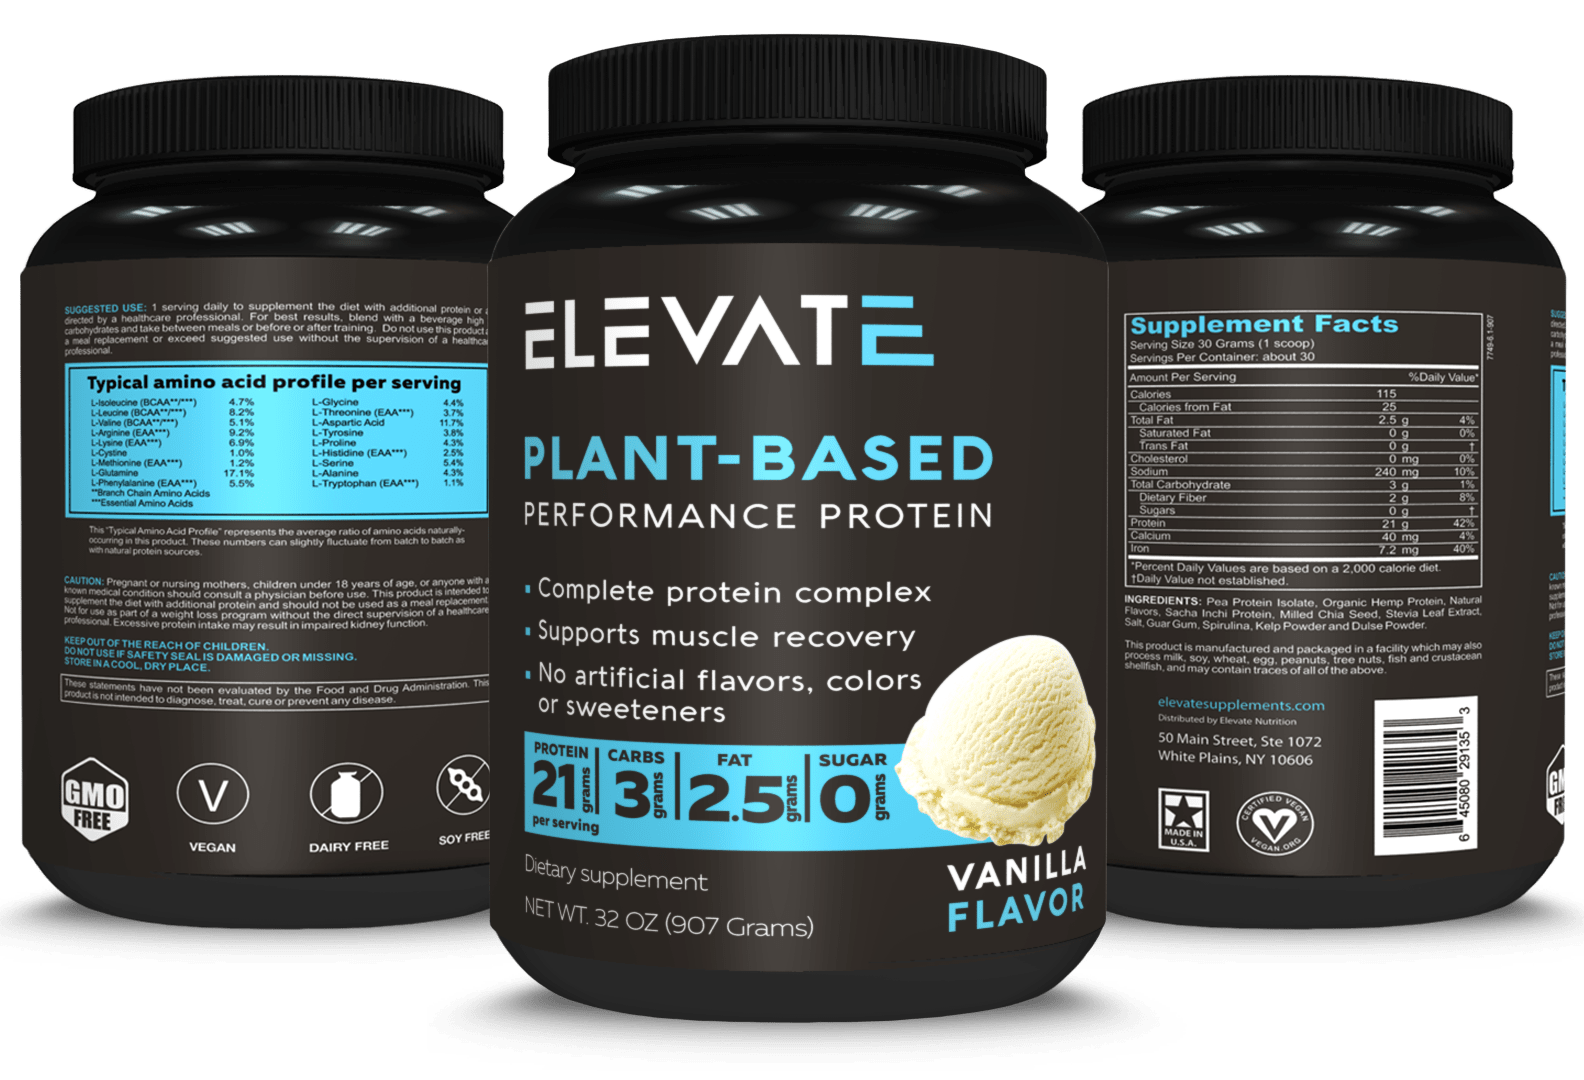 SUGGESTED USE: 1 serving daily to supplement the diet with additional protein or a
directed by a healthcare professional. For best results, blend with a beverage high
carbohydrates and take between meals or before or after training. Do not use this product a
a meal replacement or exceed suggested use without the supervision of a healthca
professional.
Typical amino acid profile per serving
L-Isoleucine (BCAA**/***) 4.7% L-Glycine 4.4%
L-Leucine (BCAA**/***) 8.2% L-Threonine (EAA***) 3.7%
L-Valine (BCAA**/***) 5.1% L-Aspartic Acid 11.7%
L-Arginine (EAA***) 9.2% L-Tyrosine 3.8%
L-Lysine (EAA***) 6.9% L-Proline 4.3%
L-Cystine 1.0% L-Histidine (EAA***) 2.5%
L-Methionine (EAA***) 1.2% L-Serine 5.4%
L-Glutamine 17.1% L-Alanine 4.3%
L-Phenylalanine (EAA***) 5.5% L-Tryptophan (EAA***) 1.1%
**Branch Chain Amino Acids
***Essential Amino Acids
This "Typical Amino Acid Profile" represents the average ratio of amino acids naturally-
occurring in this product. These numbers can slightly fluctuate from batch to batch as
with natural protein sources.
CAUTION: Pregnant or nursing mothers, children under 18 years of age, or anyone with a
known medical condition should consult a physician before use. This product is intended to
supplement the diet with additional protein and should not be used as a meal replacement.
Not for use as part of a weight loss program without the direct supervision of a healthcare
professional. Excessive protein intake may result in impaired kidney function.
KEEP OUT OF THE REACH OF CHILDREN.
DO NOT USE IF SAFETY SEAL IS DAMAGED OR MISSING.
STORE IN A COOL, DRY PLACE.
These statements have not been evaluated by the Food and Drug Administration. This
product is not intended to diagnose, treat, cure or prevent any disease.
GMO
FREE
V
VEGAN
DAIRY FREE
SOY FREE
ELEVATE
PLANT-BASED
PERFORMANCE PROTEIN
▪ Complete protein complex
▪ Supports muscle recovery
▪ No artificial flavors, colors
or sweeteners
PROTEIN CARBS FAT SUGAR
21 grams 3 grams 2.5 grams 0 grams
per serving
Dietary supplement
NET WT. 32 OZ (907 Grams)
VANILLA
FLAVOR
Supplement Facts
Serving Size 30 Grams (1 scoop)
Servings Per Container: about 30
Amount Per Serving %Daily Value*
Calories 115
Calories from Fat 25
Total Fat 2.5 g 4%
Saturated Fat 0 g 0%
Trans Fat 0 g †
Cholesterol 0 mg 0%
Sodium 240 mg 10%
Total Carbohydrate 3 g 1%
Dietary Fiber 2 g 8%
Sugars 0 g †
Protein 21 g 42%
Calcium 40 mg 4%
Iron 7.2 mg 40%
*Percent Daily Values are based on a 2,000 calorie diet.
†Daily Value not established.
7749-6.1-907
INGREDIENTS: Pea Protein Isolate, Organic Hemp Protein, Natural
Flavors, Sacha Inchi Protein, Milled Chia Seed, Stevia Leaf Extract,
Salt, Guar Gum, Spirulina, Kelp Powder and Dulse Powder.
This product is manufactured and packaged in a facility which may also
process milk, soy, wheat, egg, peanuts, tree nuts, fish and crustacean
shellfish, and may contain traces of all of the above.
elevatesupplements.com
Distributed by Elevate Nutrition
50 Main Street, Ste 1072
White Plains, NY 10606
MADE IN
U.S.A.
CERTIFIED VEGAN
VEGAN.ORG
6 45080 29135 3